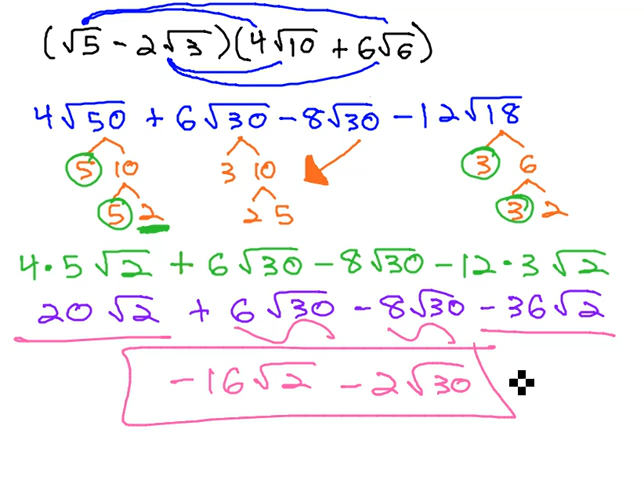 (√5 − 2√3)(4√10 + 6√6)
4√50 + 6√30 − 8√30 − 12√18
5 10 3 10 3 6
5 2 2 5 3 2
4·5√2 + 6√30 − 8√30 − 12·3√2
20√2 + 6√30 − 8√30 − 36√2
−16√2 − 2√30